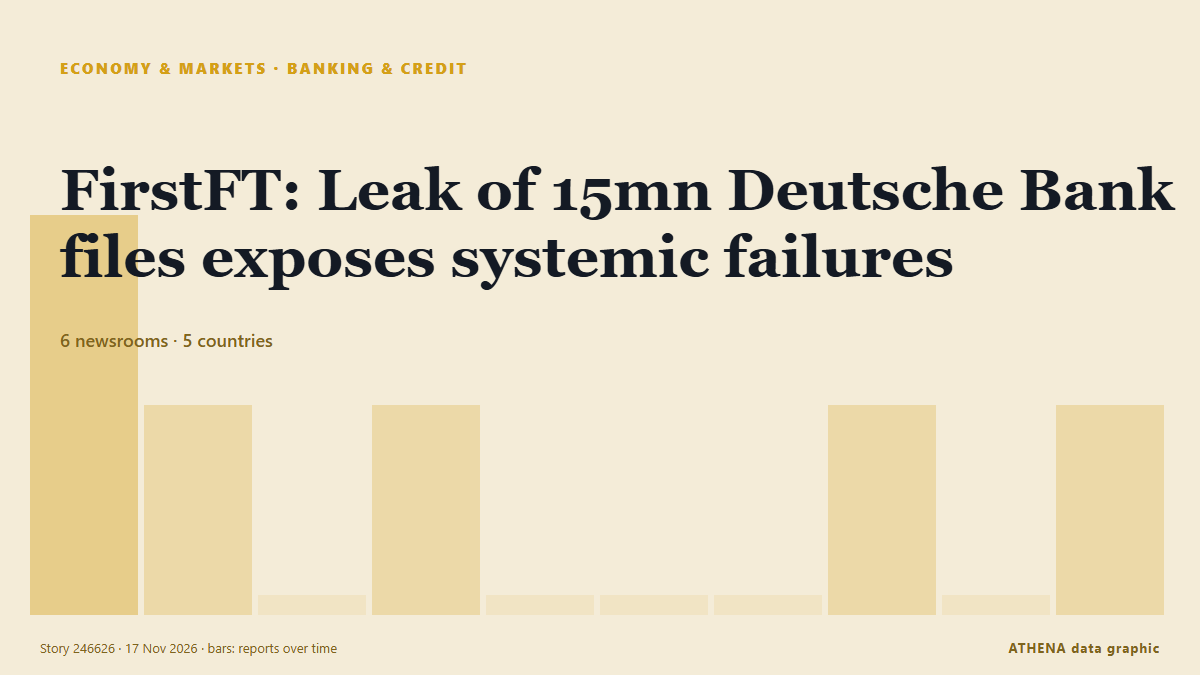 ECONOMY & MARKETS · BANKING & CREDIT
FirstFT: Leak of 15mn Deutsche Bank
files exposes systemic failures
6 newsrooms · 5 countries
Story 246626 · 17 Nov 2026 · bars: reports over time
ATHENA data graphic